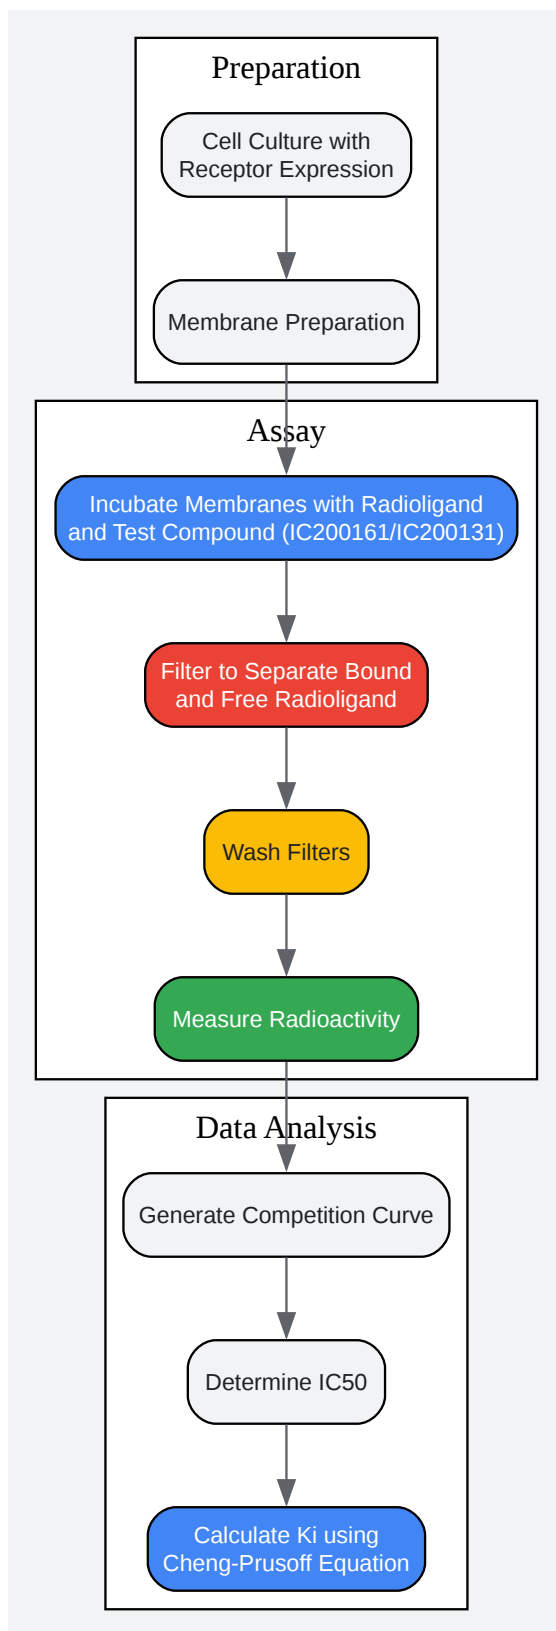 Preparation
Cell Culture with
Receptor Expression
Membrane Preparation
Assay
Incubate Membranes with Radioligand
and Test Compound (IC200161/IC200131)
Filter to Separate Bound
and Free Radioligand
Wash Filters
Measure Radioactivity
Data Analysis
Generate Competition Curve
Determine IC50
Calculate Ki using
Cheng-Prusoff Equation